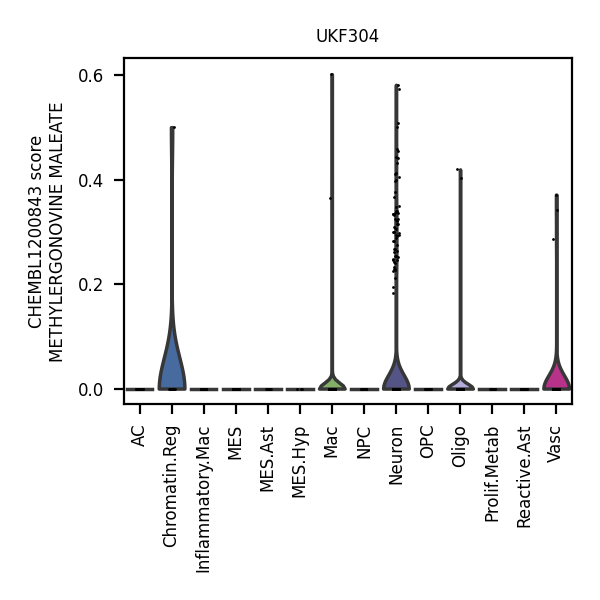 UKF304
CHEMBL1200843 score
METHYLERGONOVINE MALEATE
0.6
0.4
0.2
0.0
AC
Chromatin.Reg
Inflammatory.Mac
MES
MES.Ast
MES.Hyp
Mac
NPC
Neuron
OPC
Oligo
Prolif.Metab
Reactive.Ast
Vasc